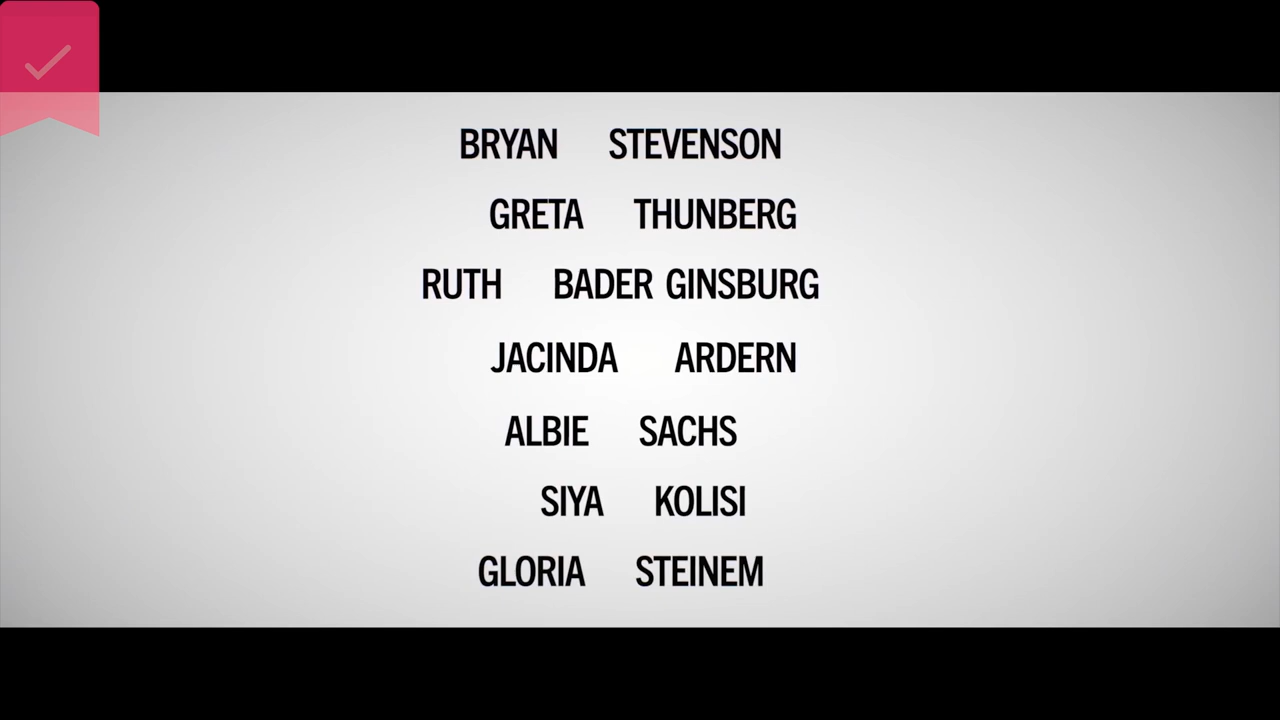 BRYAN STEVENSON
GRETA THUNBERG
RUTH BADER GINSBURG
JACINDA ARDERN
ALBIE SACHS
SIYA KOLISI
GLORIA STEINEM